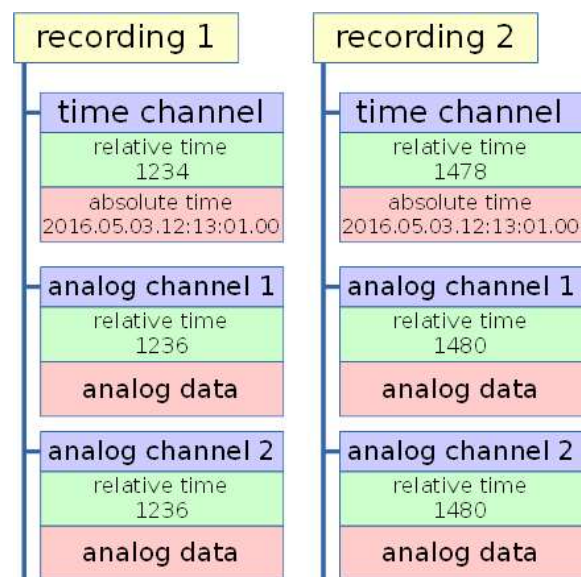 recording 1
time channel
relative time
1234
absolute time
2016.05.03.12:13:01.00
analog channel 1
relative time
1236
analog data
analog channel 2
relative time
1236
analog data
recording 2
time channel
relative time
1478
absolute time
2016.05.03.12:13:01.00
analog channel 1
relative time
1480
analog data
analog channel 2
relative time
1480
analog data